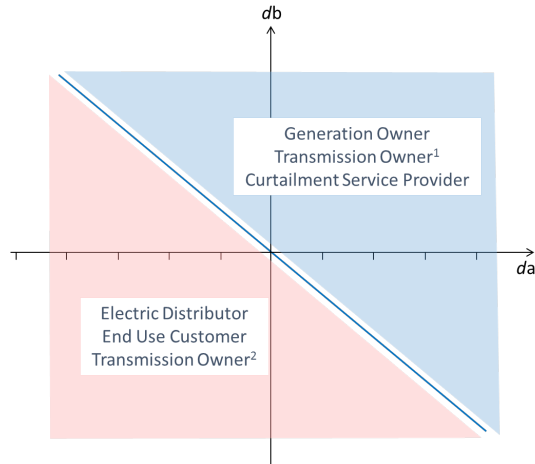 db
Generation Owner
Transmission Owner¹
Curtailment Service Provider
da
Electric Distributor
End Use Customer
Transmission Owner²